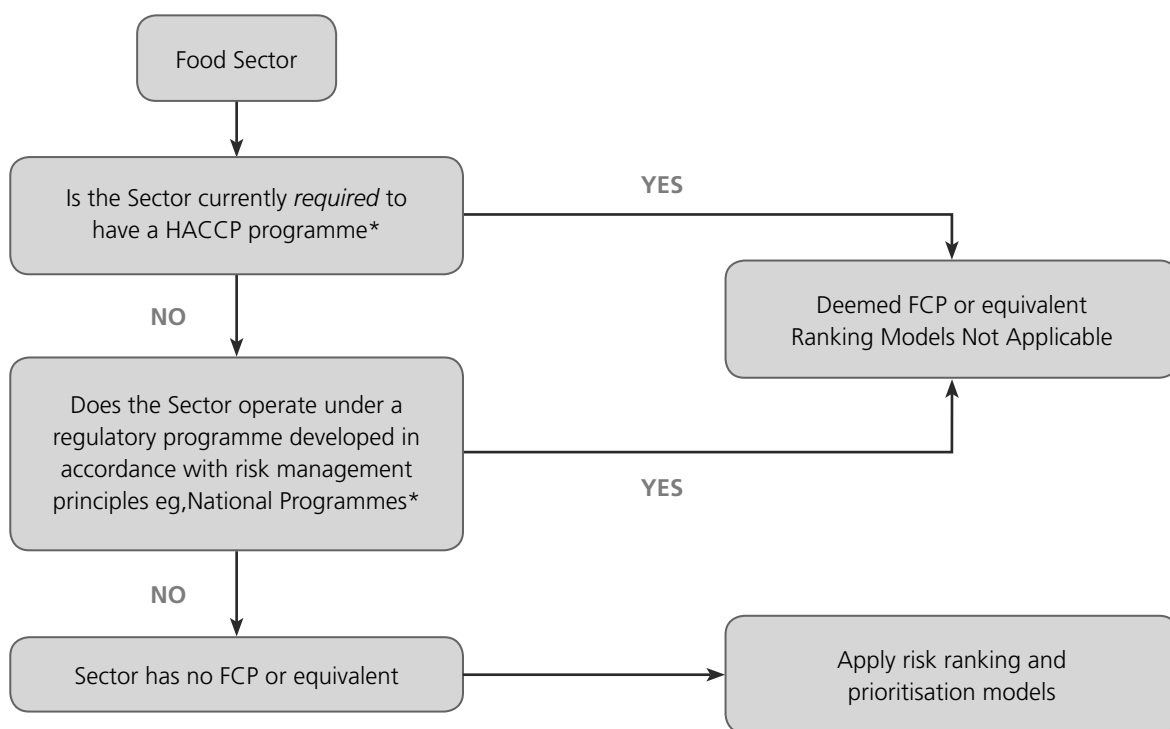 Food Sector
Is the Sector currently required to
have a HACCP programme*
YES
Deemed FCP or equivalent
Ranking Models Not Applicable
NO
Does the Sector operate under a
regulatory programme developed in
accordance with risk management
principles eg,National Programmes*
YES
NO
Sector has no FCP or equivalent
Apply risk ranking and
prioritisation models